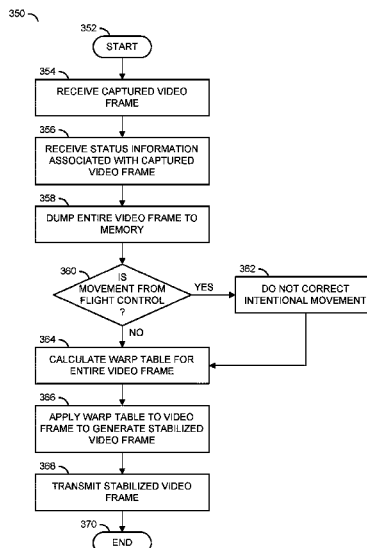 350
352
START
354
RECEIVE CAPTURED VIDEO
FRAME
356
RECEIVE STATUS INFORMATION
ASSOCIATED WITH CAPTURED
VIDEO FRAME
358
DUMP ENTIRE VIDEO FRAME TO
MEMORY
360
IS
MOVEMENT FROM
FLIGHT CONTROL
?
YES
362
DO NOT CORRECT
INTENTIONAL MOVEMENT
NO
364
CALCULATE WARP TABLE FOR
ENTIRE VIDEO FRAME
366
APPLY WARP TABLE TO VIDEO
FRAME TO GENERATE STABILIZED
VIDEO FRAME
368
TRANSMIT STABILIZED VIDEO
FRAME
370
END